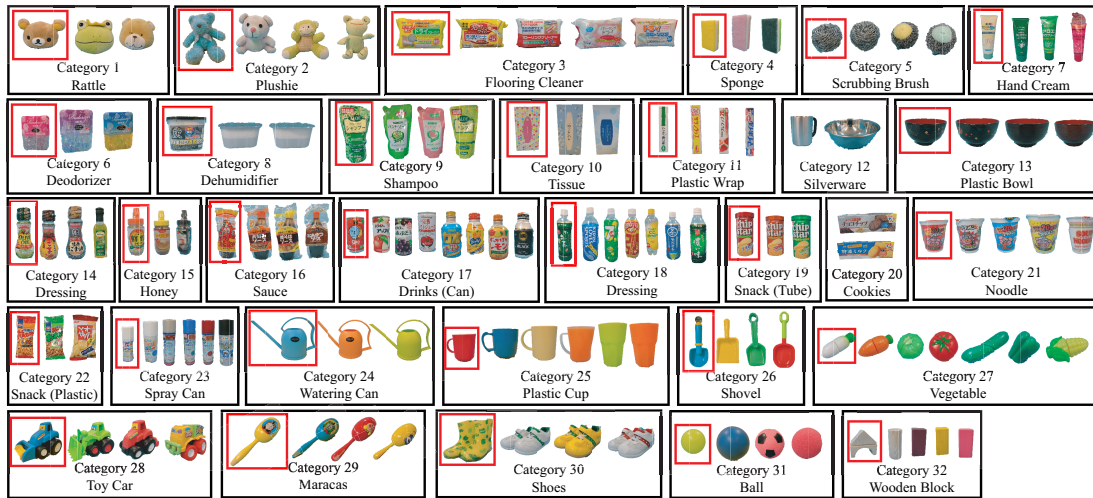 Category 1
Rattle
Category 2
Plushie
Category 3
Flooring Cleaner
Category 4
Sponge
Category 5
Scrubbing Brush
Category 7
Hand Cream
Category 6
Deodorizer
Category 8
Dehumidifier
Category 9
Shampoo
Category 10
Tissue
Category 11
Plastic Wrap
Category 12
Silverware
Category 13
Plastic Bowl
Category 14
Dressing
Category 15
Honey
Category 16
Sauce
Category 17
Drinks (Can)
Category 18
Dressing
Category 19
Snack (Tube)
Category 20
Cookies
Category 21
Noodle
Category 22
Snack (Plastic)
Category 23
Spray Can
Category 24
Watering Can
Category 25
Plastic Cup
Category 26
Shovel
Category 27
Vegetable
Category 28
Toy Car
Category 29
Maracas
Category 30
Shoes
Category 31
Ball
Category 32
Wooden Block